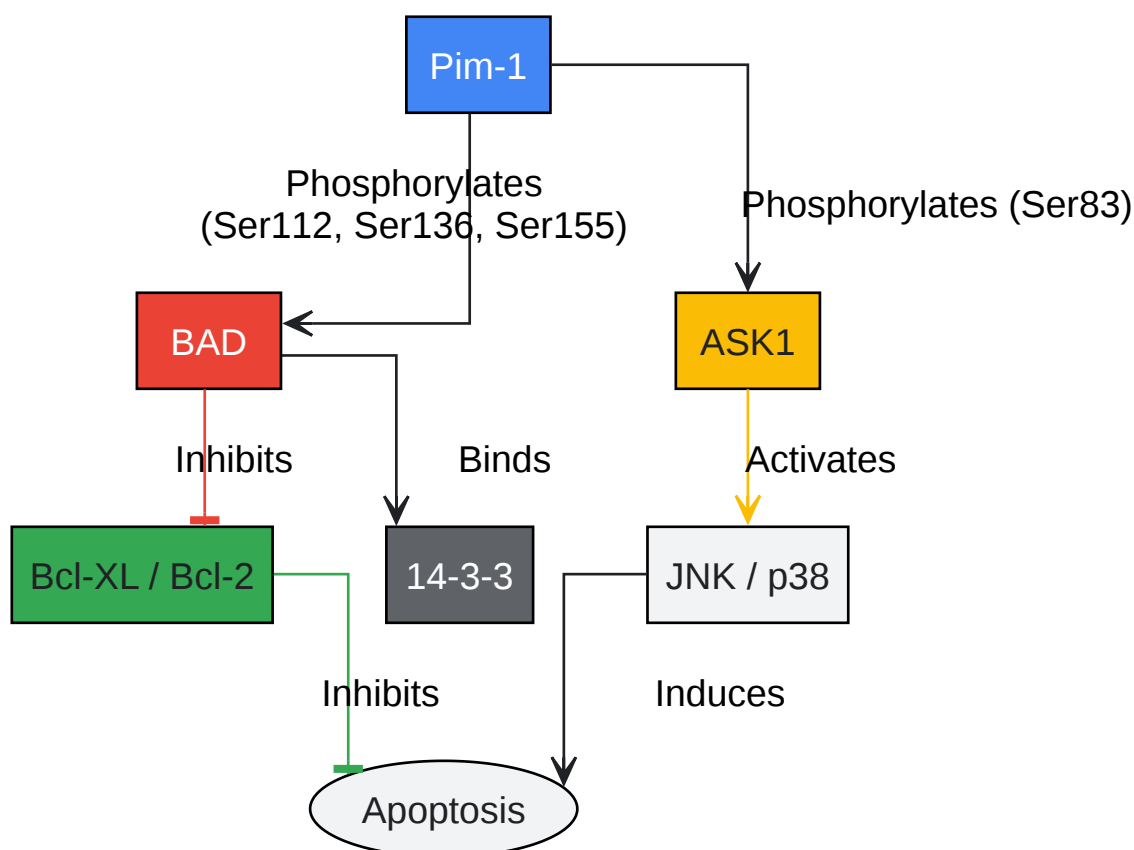 Pim-1
Phosphorylates
(Ser112, Ser136, Ser155)
Phosphorylates (Ser83)
BAD
ASK1
Inhibits
Binds
Activates
Bcl-XL / Bcl-2
14-3-3
JNK / p38
Inhibits
Induces
Apoptosis